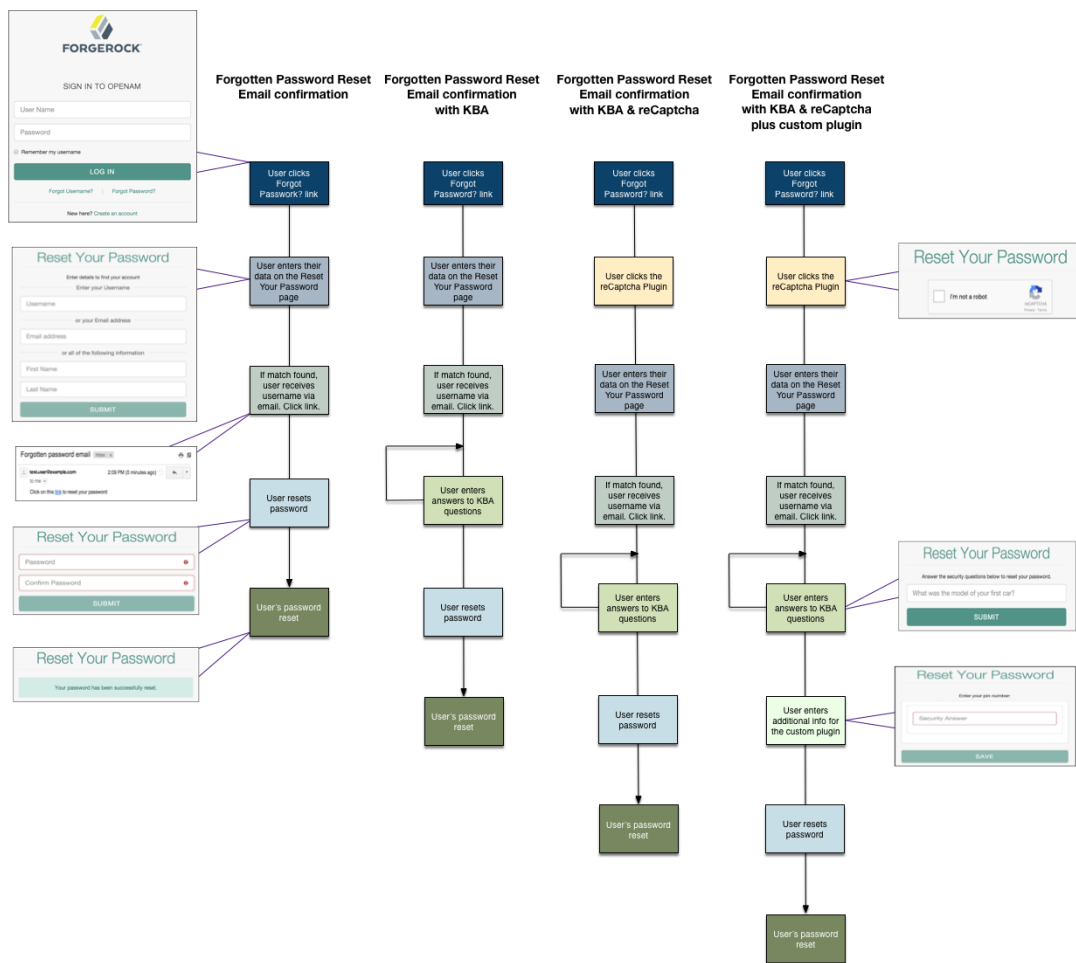 FORGEROCK
SIGN IN TO OPENAM
User Name
Password
Remember my username
LOG IN
Forgot Username? | Forgot Password?
New here? Create an account
Reset Your Password
Enter details to find your account
Enter your Username
Username
or your Email address
Email address
or all of the following information
First Name
Last Name
SUBMIT
Forgotten password email
Inbox x
test.user@example.com
2:09 PM (0 minutes ago)
to me
Click on this link to reset your password
Reset Your Password
Password
Confirm Password
SUBMIT
Reset Your Password
Your password has been successfully reset.
Forgotten Password Reset
Email confirmation
User clicks
Forgot
Passwork? link
User enters their
data on the Reset
Your Password
page
If match found,
user receives
username via
email. Click link.
User resets
password
User's password
reset
Forgotten Password Reset
Email confirmation
with KBA
User clicks
Forgot
Password? link
User enters their
data on the Reset
Your Password
page
If match found,
user receives
username via
email. Click link.
User enters
answers to KBA
questions
User resets
password
User's password
reset
Forgotten Password Reset
Email confirmation
with KBA & reCaptcha
User clicks
Forgot
Password? link
User clicks the
reCaptcha Plugin
User enters their
data on the Reset
Your Password
page
If match found,
user receives
username via
email. Click link.
User enters
answers to KBA
questions
User resets
password
User's password
reset
Forgotten Password Reset
Email confirmation
with KBA & reCaptcha
plus custom plugin
User clicks
Forgot
Password? link
User clicks the
reCaptcha Plugin
User enters their
data on the Reset
Your Password
page
If match found,
user receives
username via
email. Click link.
User enters
answers to KBA
questions
User enters
additional info for
the custom plugin
User resets
password
User's password
reset
Reset Your Password
I'm not a robot
reCAPTCHA
Privacy - Terms
Reset Your Password
Answer the security questions below to reset your password.
What was the model of your first car?
SUBMIT
Reset Your Password
Enter your pin number:
Security Answer
SAVE